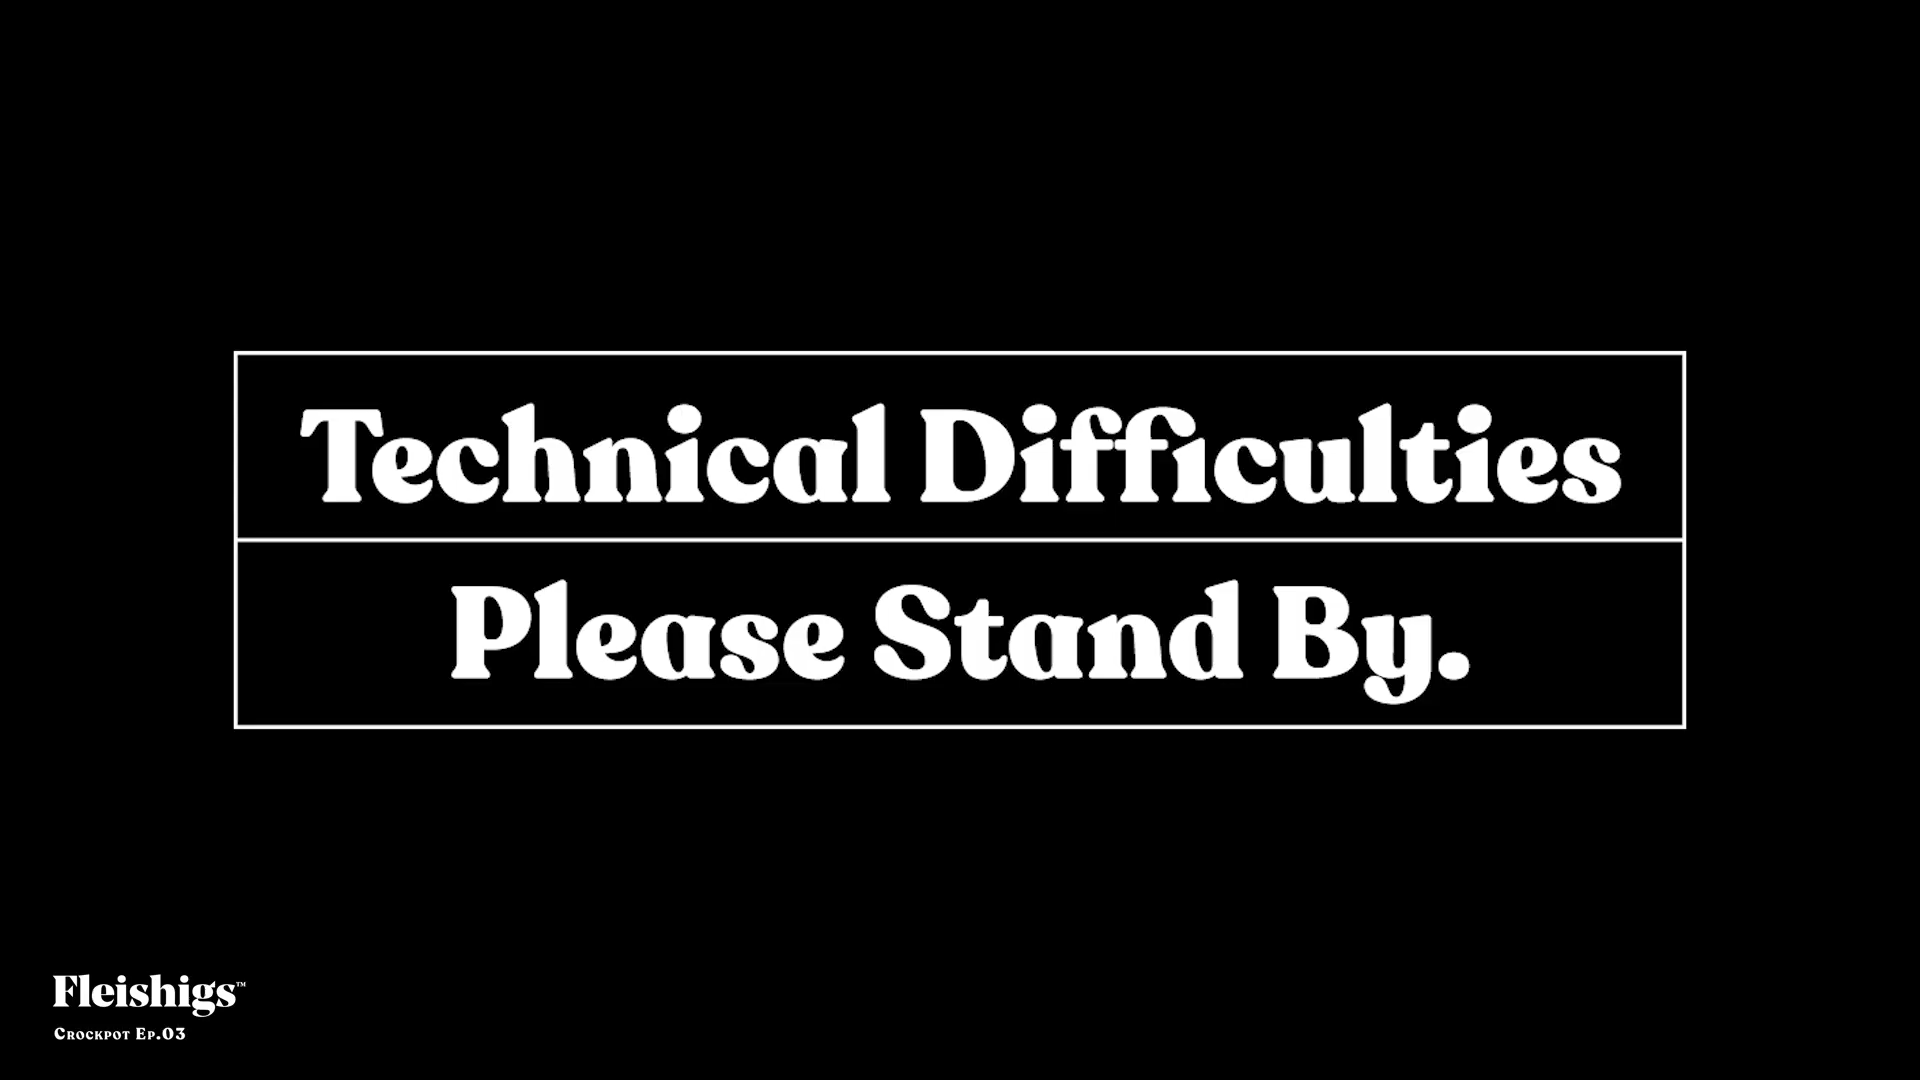 Technical Difficulties
Please Stand By.
Fleishigs™
Crockpot Ep.03